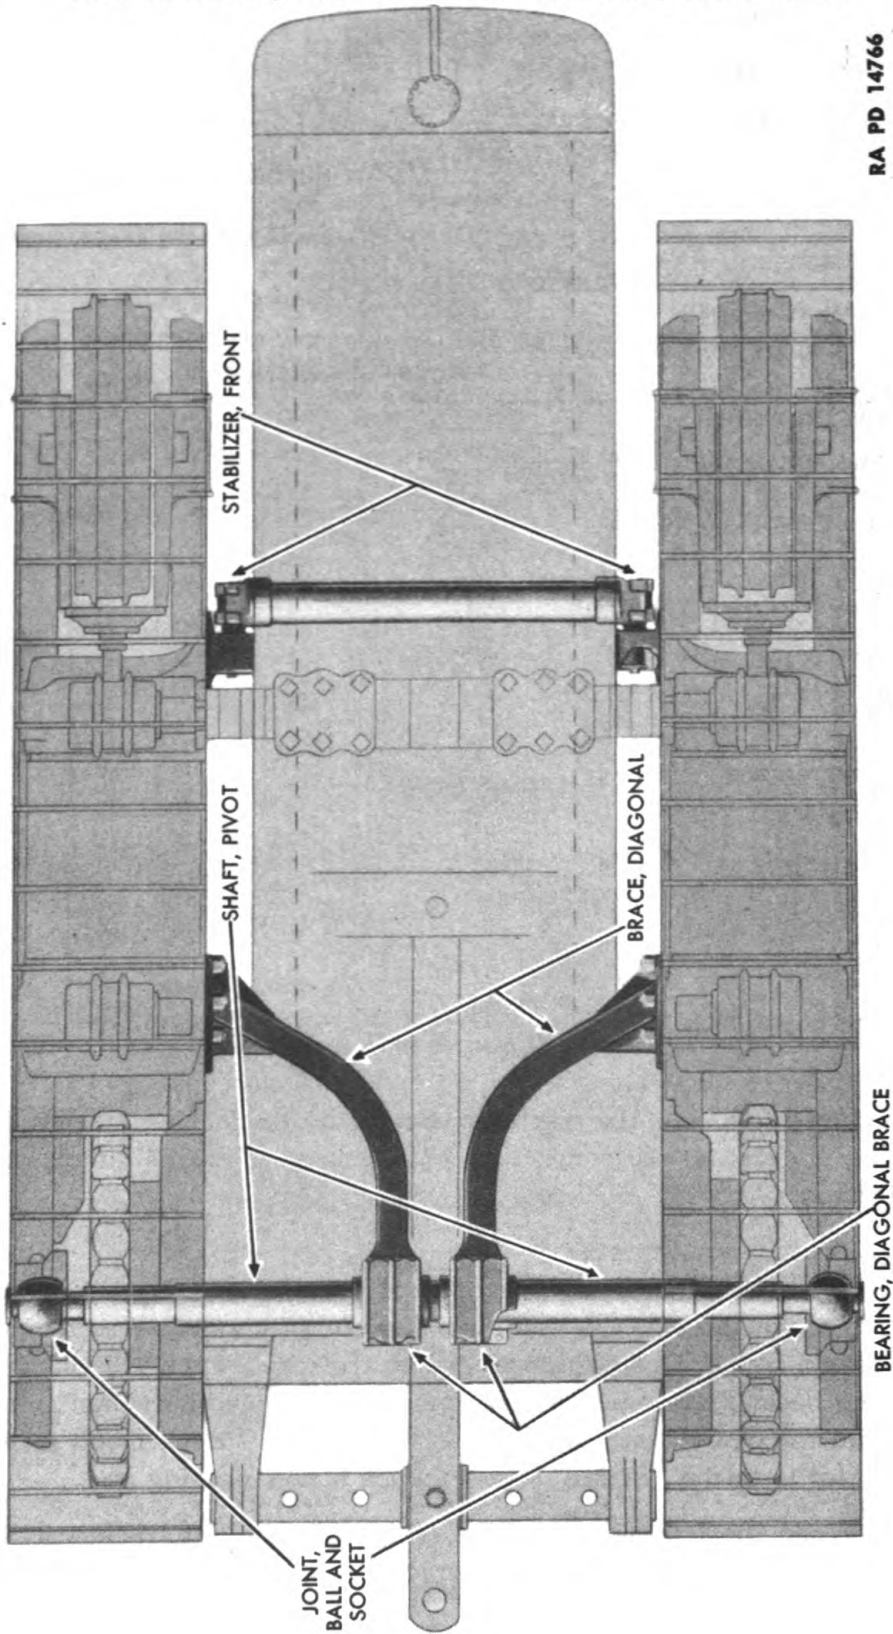 STABILIZER, FRONT
SHAFT, PIVOT
BRACE, DIAGONAL
JOINT,
BALL AND
SOCKET
BEARING, DIAGONAL BRACE
RA PD 14766